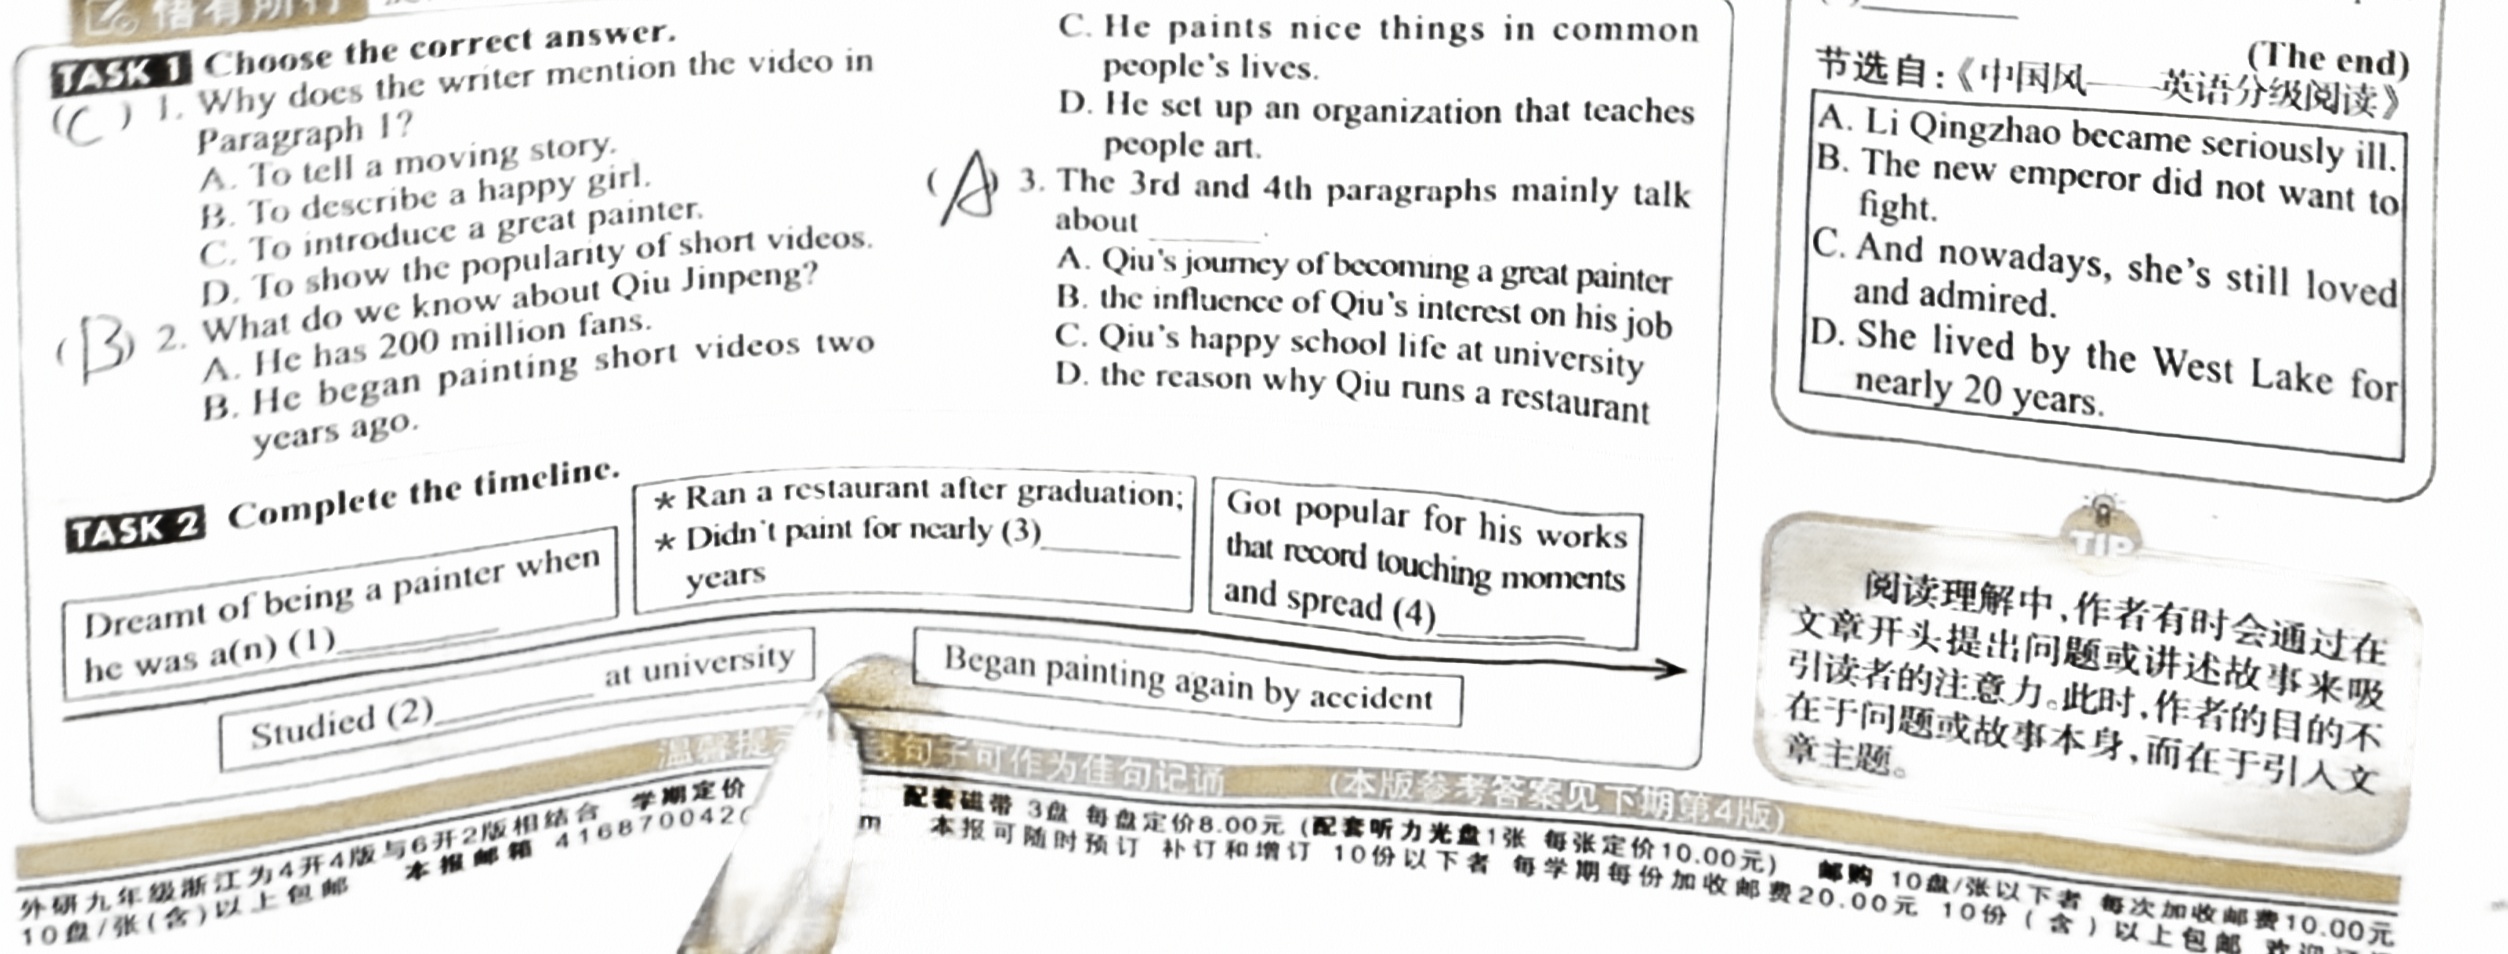 悟有所行
TASK 1 Choose the correct answer.
(C) 1. Why does the writer mention the video in
Paragraph 1?
A. To tell a moving story.
B. To describe a happy girl.
C. To introduce a great painter.
D. To show the popularity of short videos.
(B) 2. What do we know about Qiu Jinpeng?
A. He has 200 million fans.
B. He began painting short videos two
years ago.
C. He paints nice things in common
people's lives.
D. He set up an organization that teaches
people art.
(A) 3. The 3rd and 4th paragraphs mainly talk
about ______.
A. Qiu's journey of becoming a great painter
B. the influence of Qiu's interest on his job
C. Qiu's happy school life at university
D. the reason why Qiu runs a restaurant
TASK 2 Complete the timeline.
Dreamt of being a painter when
he was a(n) (1)________
Studied (2)________ at university
* Ran a restaurant after graduation;
* Didn't paint for nearly (3)________
years
Began painting again by accident
Got popular for his works
that record touching moments
and spread (4)________
(The end)
节选自:《中国风——英语分级阅读》
A. Li Qingzhao became seriously ill.
B. The new emperor did not want to
fight.
C. And nowadays, she's still loved
and admired.
D. She lived by the West Lake for
nearly 20 years.
TIP
阅读理解中,作者有时会通过在
文章开头提出问题或讲述故事来吸
引读者的注意力。此时,作者的目的不
在于问题或故事本身,而在于引入文
章主题。
温馨提 句子可作为佳句记诵 (本版参考答案见下期第4版)
外研九年级浙江为4开4版与6开2版相结合 学期定价 配套磁带 3盘 每盘定价8.00元 (配套听力光盘1张 每张定价10.00元) 邮购 10盘/张以下者 每次加收邮费10.00元
10盘/张(含)以上包邮 本报邮箱 416870042 m 本报可随时预订 补订和增订 10份以下者 每学期每份加收邮费20.00元 10份(含)以上包邮